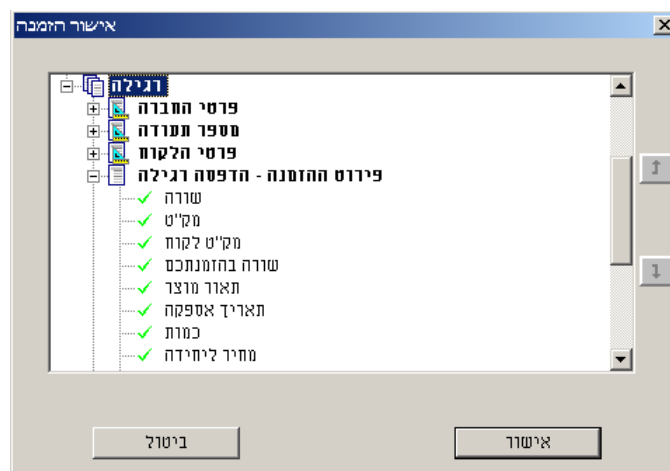 אישור הזמנה
רגילה
פרטי החברה
מספר תעודה
פרטי הלקוח
פירוט ההזמנה - הדפסה רגילה
שורה
מק"ט
מק"ט לקוח
שורה בהזמנתכם
תאור מוצר
תאריך אספקה
כמות
מחיר ליחידה
אישור
ביטול